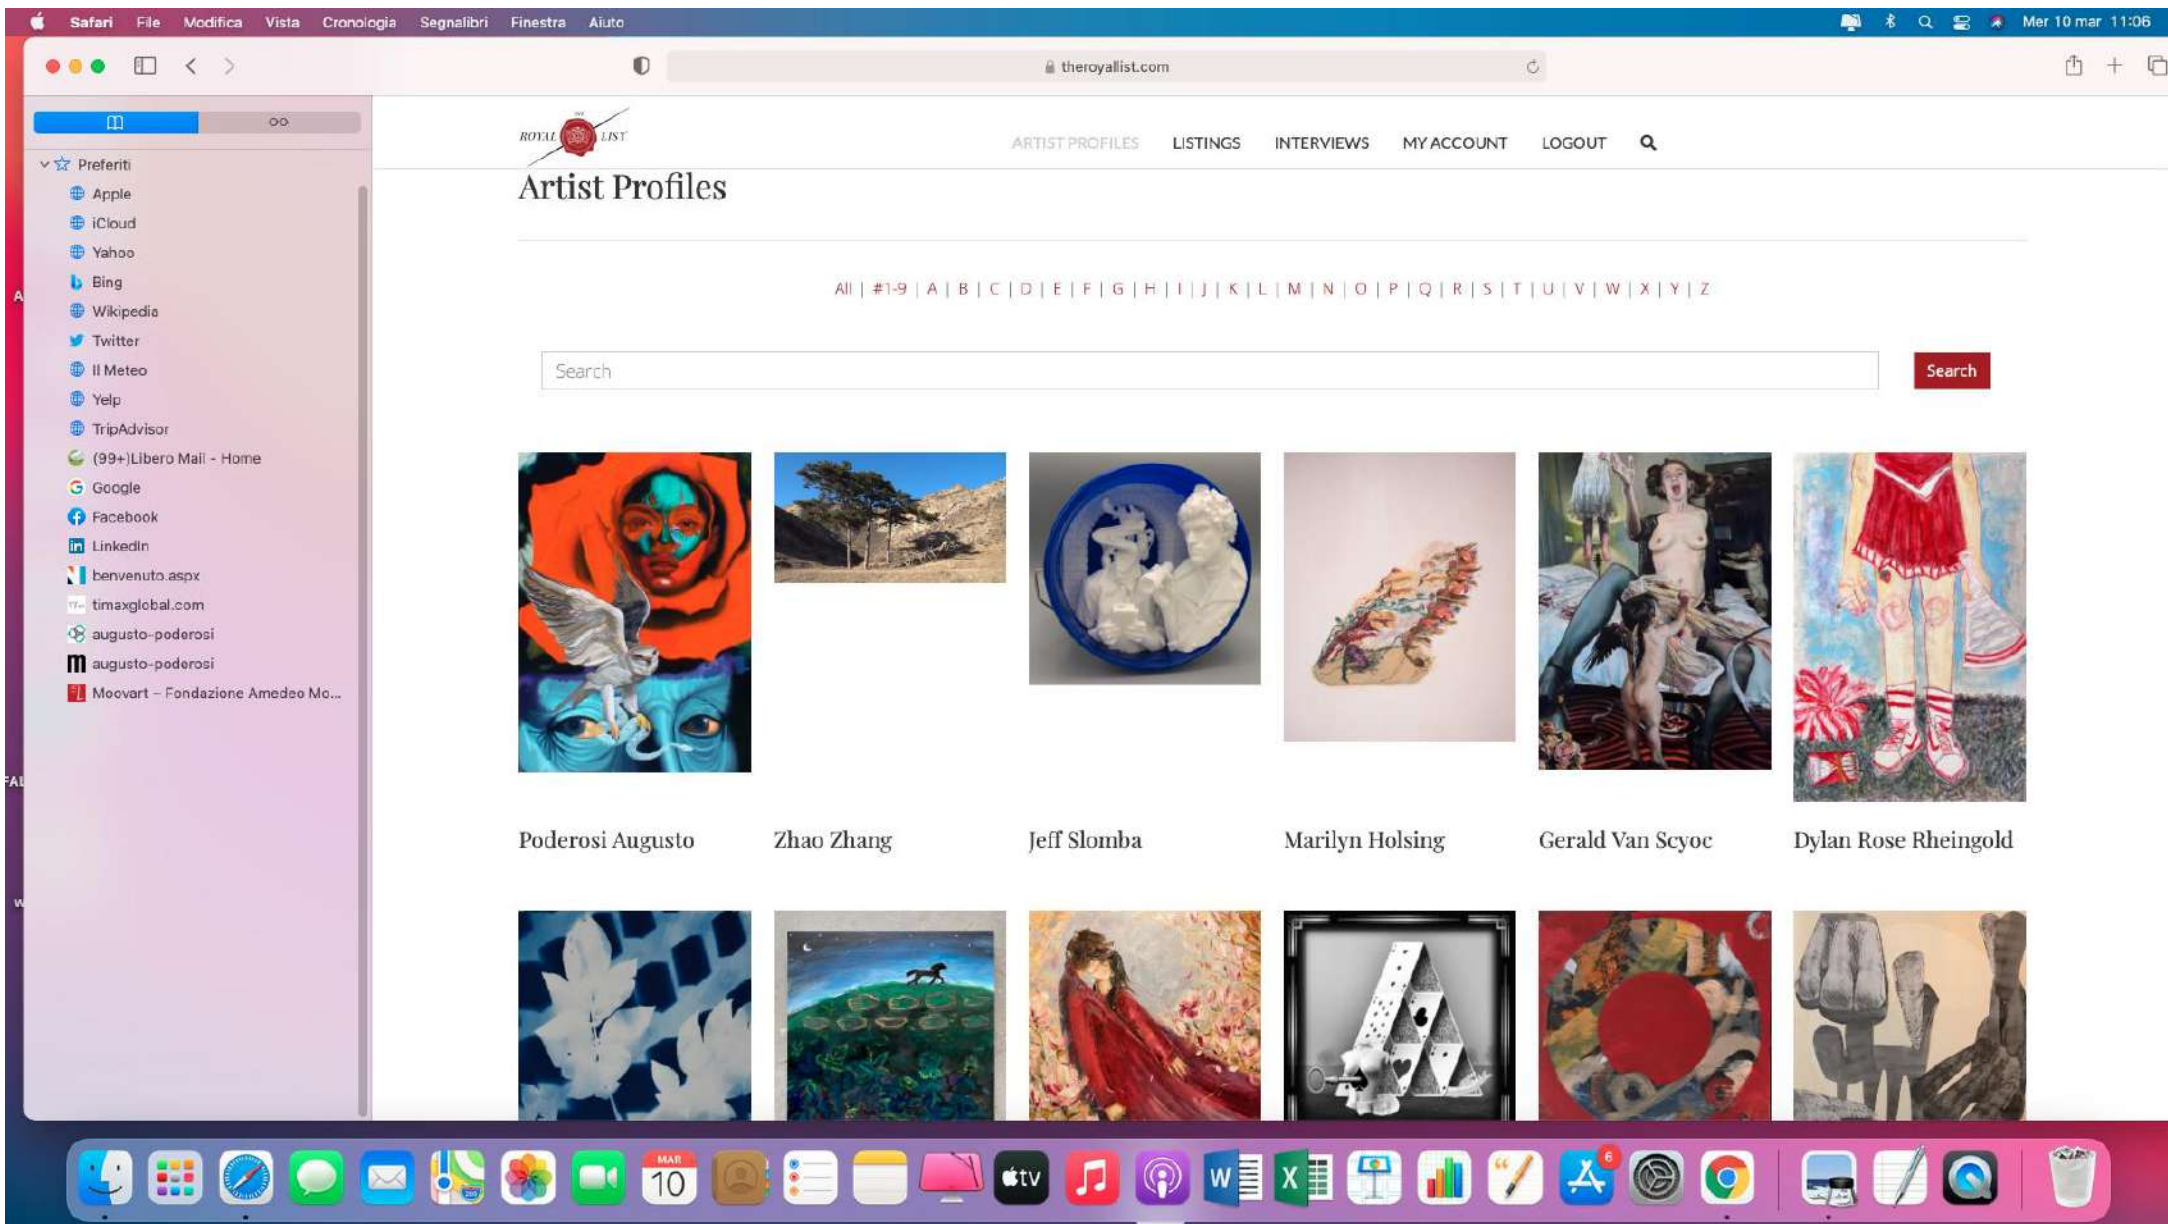 Safari File Modifica Vista Cronologia Segnalibri Finestra Aiuto
Mer 10 mar 11:06
theroyallist.com
Preferiti
Apple
iCloud
Yahoo
Bing
Wikipedia
Twitter
Il Meteo
Yelp
TripAdvisor
(99+)Libero Mail - Home
Google
Facebook
LinkedIn
benvenuto.aspx
timaxglobal.com
augusto-poderosi
augusto-poderosi
Moovart – Fondazione Amedeo Mo...
THE
ROYAL LIST
ARTIST PROFILES LISTINGS INTERVIEWS MY ACCOUNT LOGOUT
Artist Profiles
All | #1-9 | A | B | C | D | E | F | G | H | I | J | K | L | M | N | O | P | Q | R | S | T | U | V | W | X | Y | Z
Search
Search
Poderosi Augusto
Zhao Zhang
Jeff Slomba
Marilyn Holsing
Gerald Van Scyoc
Dylan Rose Rheingold
MAR
10
tv
W
X
6